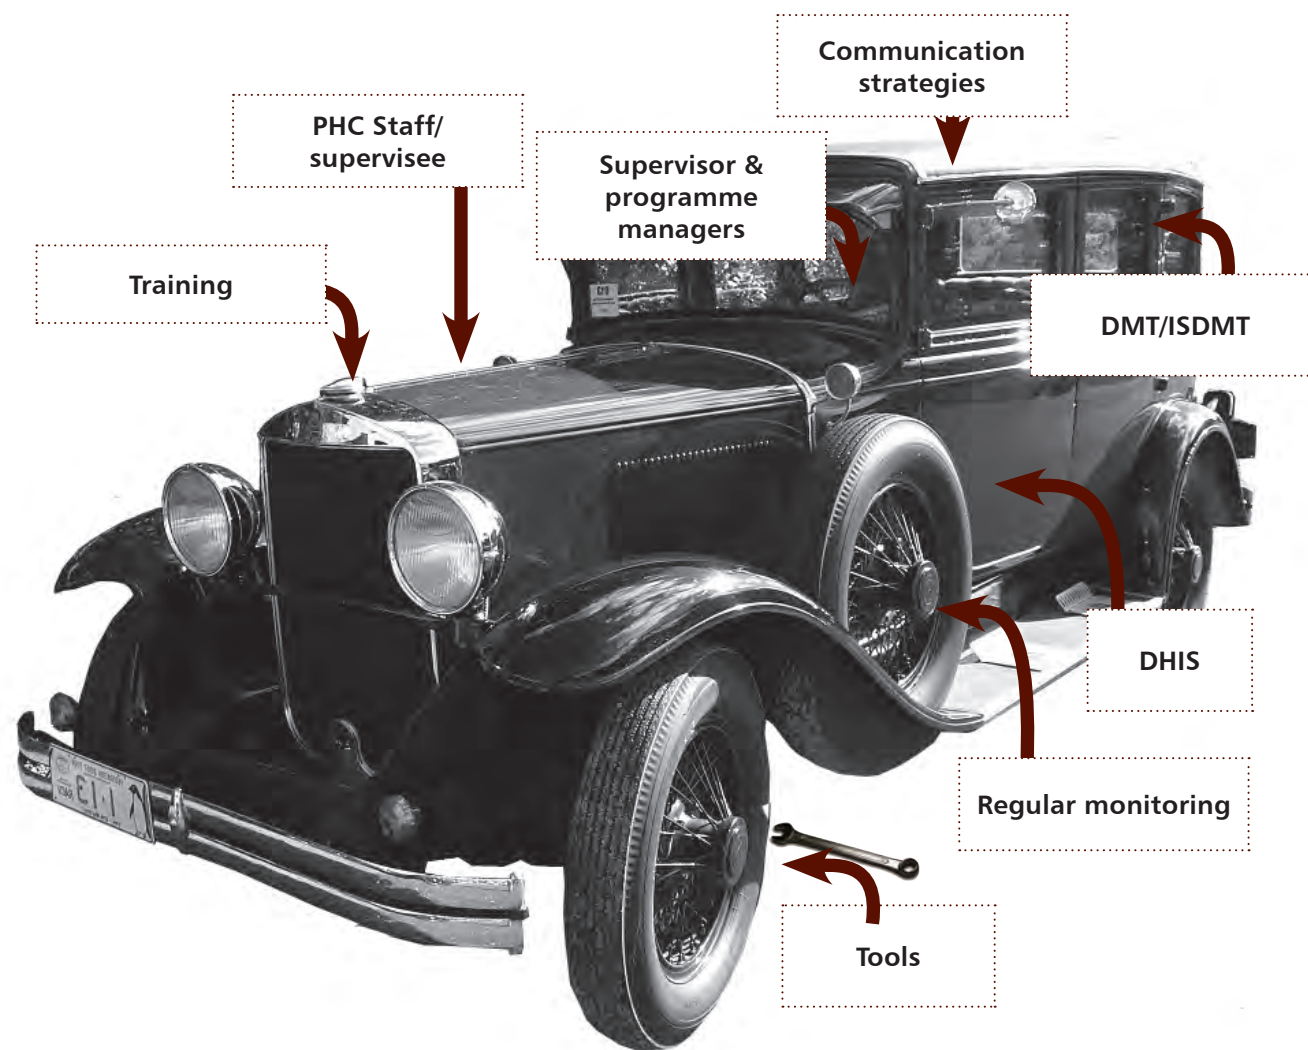 Communication
strategies
PHC Staff/
supervisee
Supervisor &
programme
managers
Training
DMT/ISDMT
DHIS
Regular monitoring
Tools